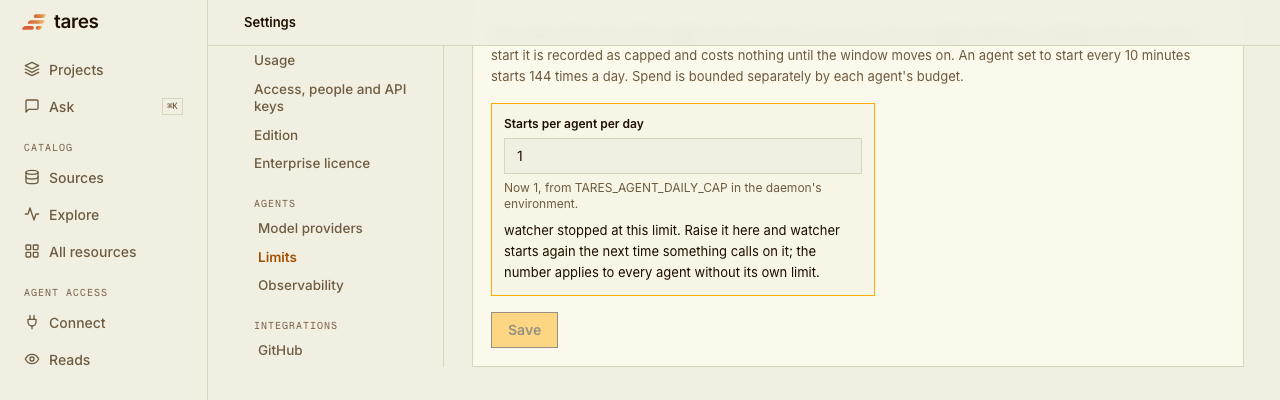 tares
Settings
Projects
Ask
⌘K
CATALOG
Sources
Explore
All resources
AGENT ACCESS
Connect
Reads
Usage
Access, people and API
keys
Edition
Enterprise licence
AGENTS
Model providers
Limits
Observability
INTEGRATIONS
GitHub
start it is recorded as capped and costs nothing until the window moves on. An agent set to start every 10 minutes
starts 144 times a day. Spend is bounded separately by each agent's budget.
Starts per agent per day
1
Now 1, from TARES_AGENT_DAILY_CAP in the daemon's
environment.
watcher stopped at this limit. Raise it here and watcher
starts again the next time something calls on it; the
number applies to every agent without its own limit.
Save